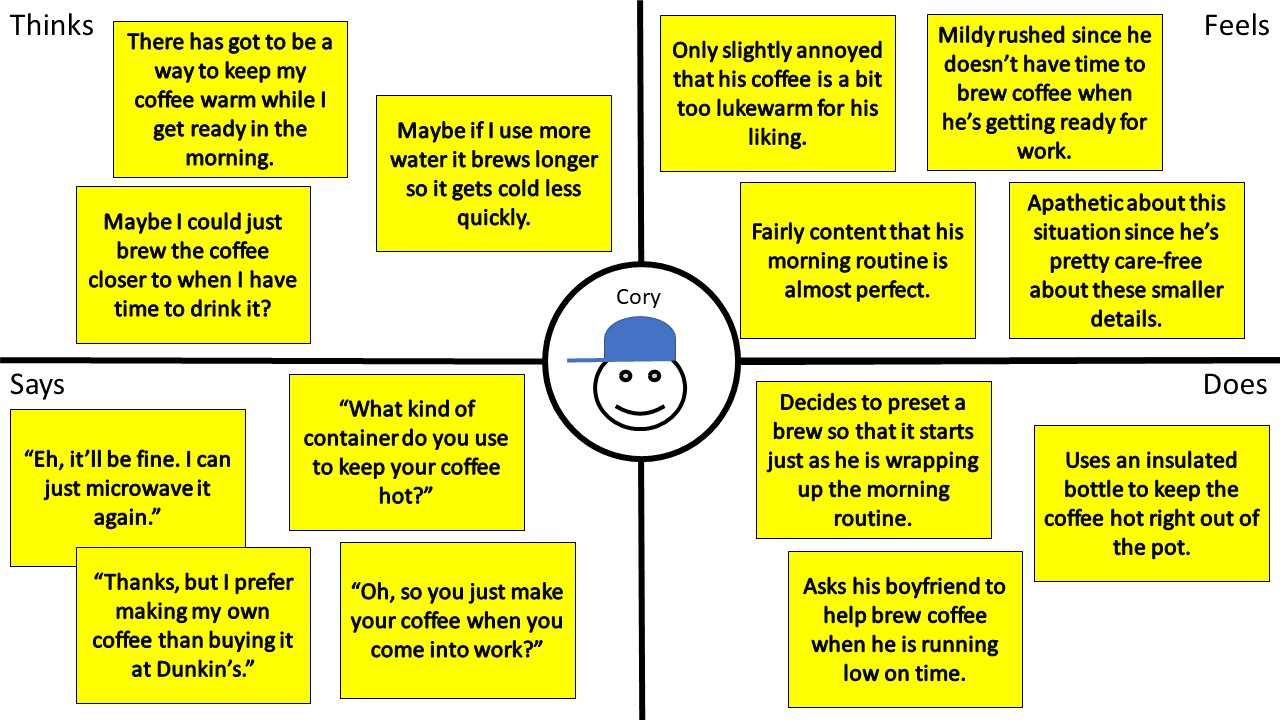 Thinks
There has got to be a
way to keep my
coffee warm while I
get ready in the
morning.
Maybe if I use more
water it brews longer
so it gets cold less
quickly.
Maybe I could just
brew the coffee
closer to when I have
time to drink it?
Feels
Only slightly annoyed
that his coffee is a bit
too lukewarm for his
liking.
Mildy rushed since he
doesn’t have time to
brew coffee when
he’s getting ready for
work.
Fairly content that his
morning routine is
almost perfect.
Apathetic about this
situation since he’s
pretty care-free
about these smaller
details.
Cory
Says
“Eh, it’ll be fine. I can
just microwave it
again.”
“What kind of
container do you use
to keep your coffee
hot?”
“Thanks, but I prefer
making my own
coffee than buying it
at Dunkin’s.”
“Oh, so you just make
your coffee when you
come into work?”
Does
Decides to preset a
brew so that it starts
just as he is wrapping
up the morning
routine.
Uses an insulated
bottle to keep the
coffee hot right out of
the pot.
Asks his boyfriend to
help brew coffee
when he is running
low on time.